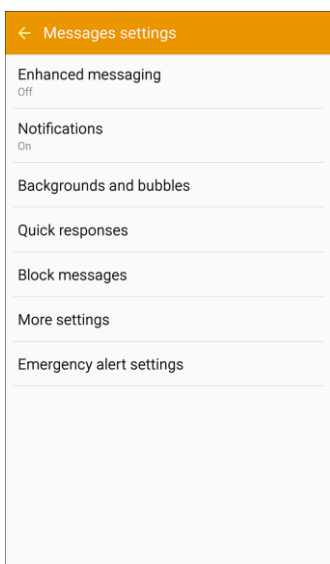 Messages settings
Enhanced messaging
Off
Notifications
On
Backgrounds and bubbles
Quick responses
Block messages
More settings
Emergency alert settings